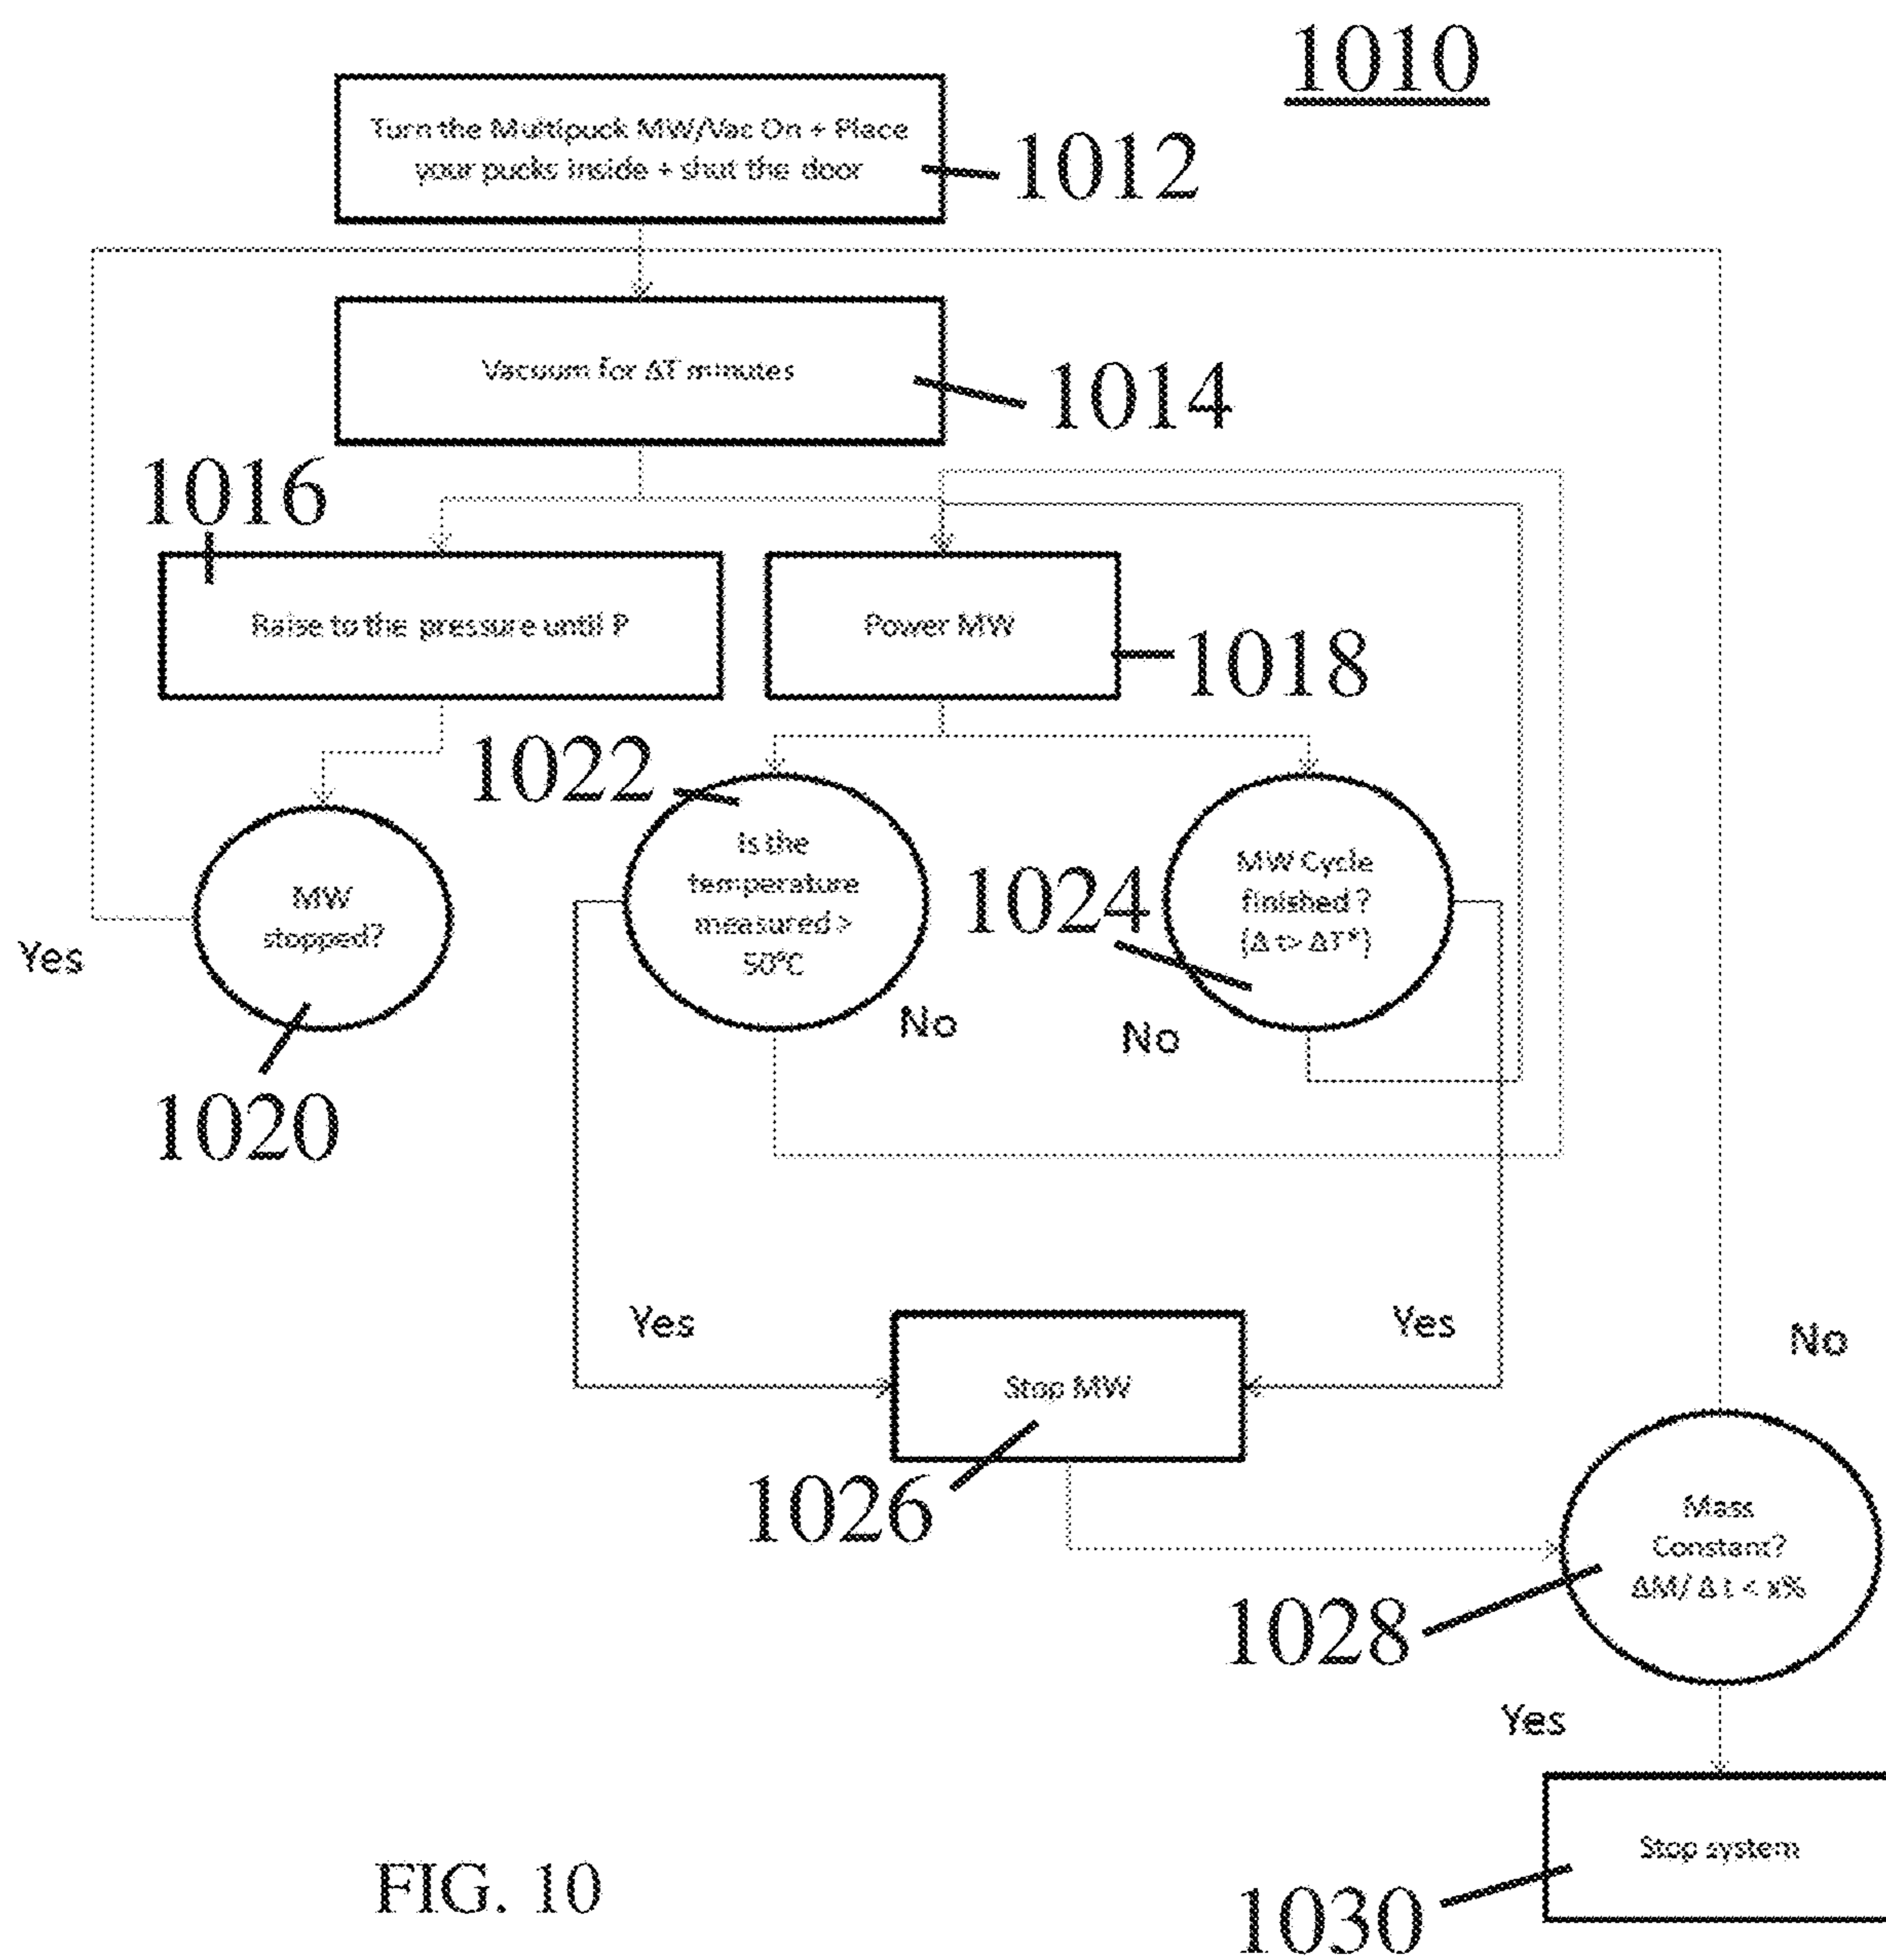 1010
Turn the Multipuck MW/Vac On + Place
your pucks inside + shut the door
1012
Vacuum for ΔT minutes
1014
1016
Raise to the pressure until P
Power MW
1018
1022
Is the
temperature
measured >
50°C
1024
MW Cycle
finished?
(Δ t> ΔT*)
MW
stopped?
Yes
No
No
1020
Yes
Yes
No
Stop MW
1026
Mass
Constant?
ΔM/ Δ t < x%
1028
Yes
Stop system
1030
FIG. 10